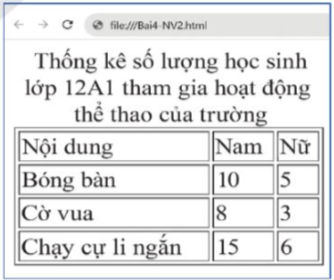 file:///Bai4-NV2.html
Thống kê số lượng học sinh
lớp 12A1 tham gia hoạt động
thể thao của trường
Nội dung Nam Nữ
Bóng bàn 10 5
Cờ vua 8 3
Chạy cự li ngắn 15 6